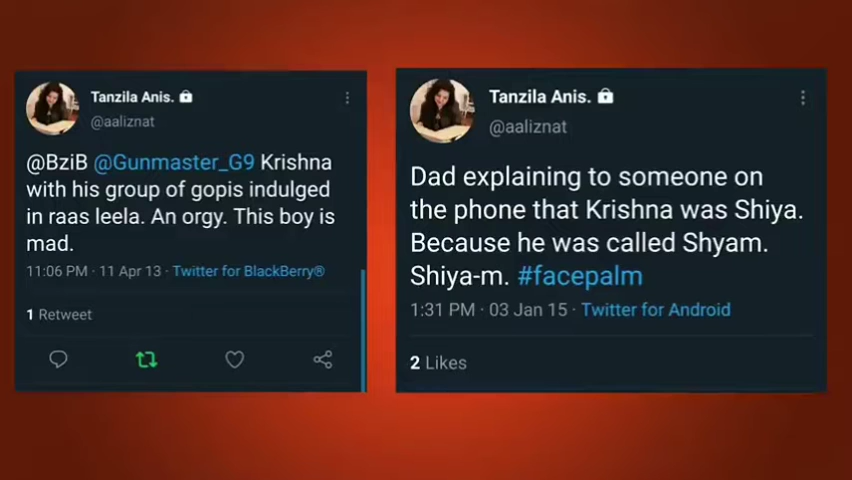 Tanzila Anis.
@aaliznat
@BziB @Gunmaster_G9 Krishna
with his group of gopis indulged
in raas leela. An orgy. This boy is
mad.
11:06 PM · 11 Apr 13 · Twitter for BlackBerry®
1 Retweet
Tanzila Anis.
@aaliznat
Dad explaining to someone on
the phone that Krishna was Shiya.
Because he was called Shyam.
Shiya-m. #facepalm
1:31 PM · 03 Jan 15 · Twitter for Android
2 Likes